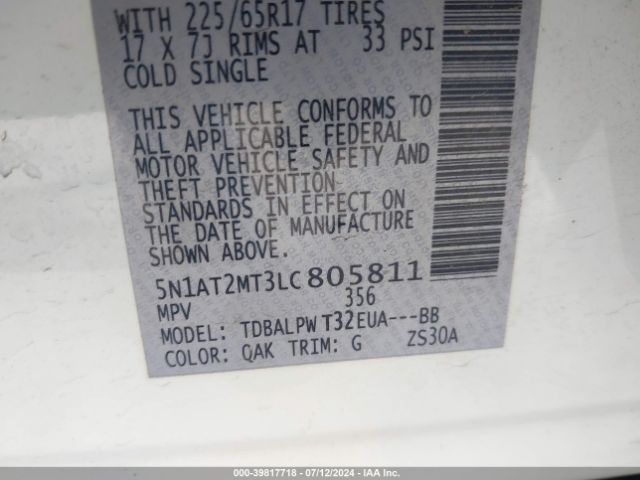 WITH 225/65R17 TIRES
17 X 7J RIMS AT 33 PSI
COLD SINGLE
THIS VEHICLE CONFORMS TO
ALL APPLICABLE FEDERAL
MOTOR VEHICLE SAFETY AND
THEFT PREVENTION
STANDARDS IN EFFECT ON
THE DATE OF MANUFACTURE
SHOWN ABOVE.
5N1AT2MT3LC805811
MPV 356
MODEL: TDBALPWT32EUA---BB
COLOR: QAK TRIM: G ZS30A
000-39817718 - 07/12/2024 - IAA Inc.